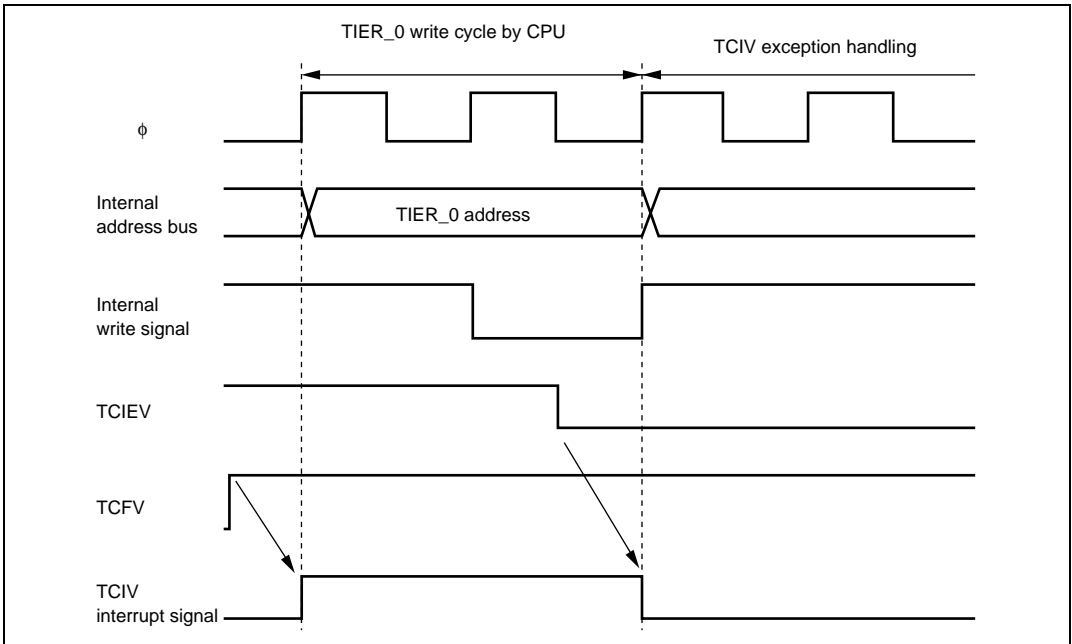 TIER_0 write cycle by CPU
TCIV exception handling
ϕ
Internal
address bus
TIER_0 address
Internal
write signal
TCIEV
TCFV
TCIV
interrupt signal